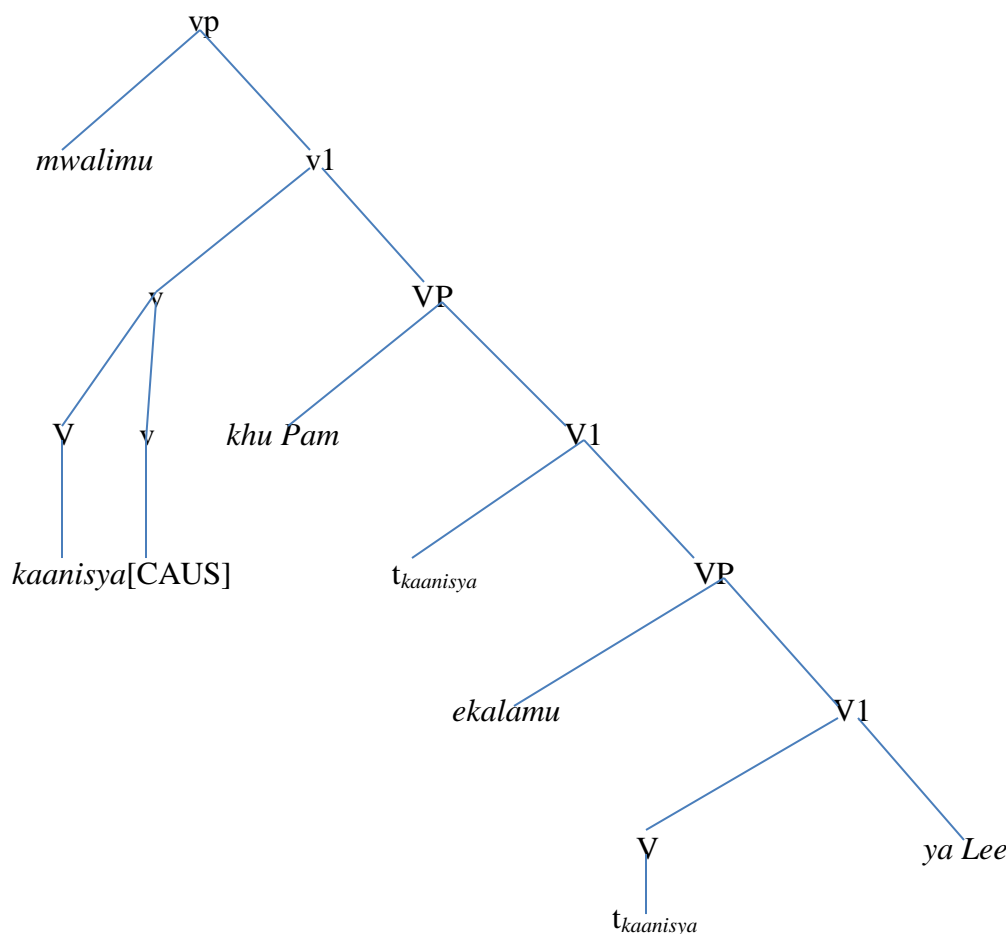 vp
mwalimu v1
v VP
V v khu Pam V1
kaanisya[CAUS] tkaanisya VP
ekalamu V1
V ya Lee
tkaanisya